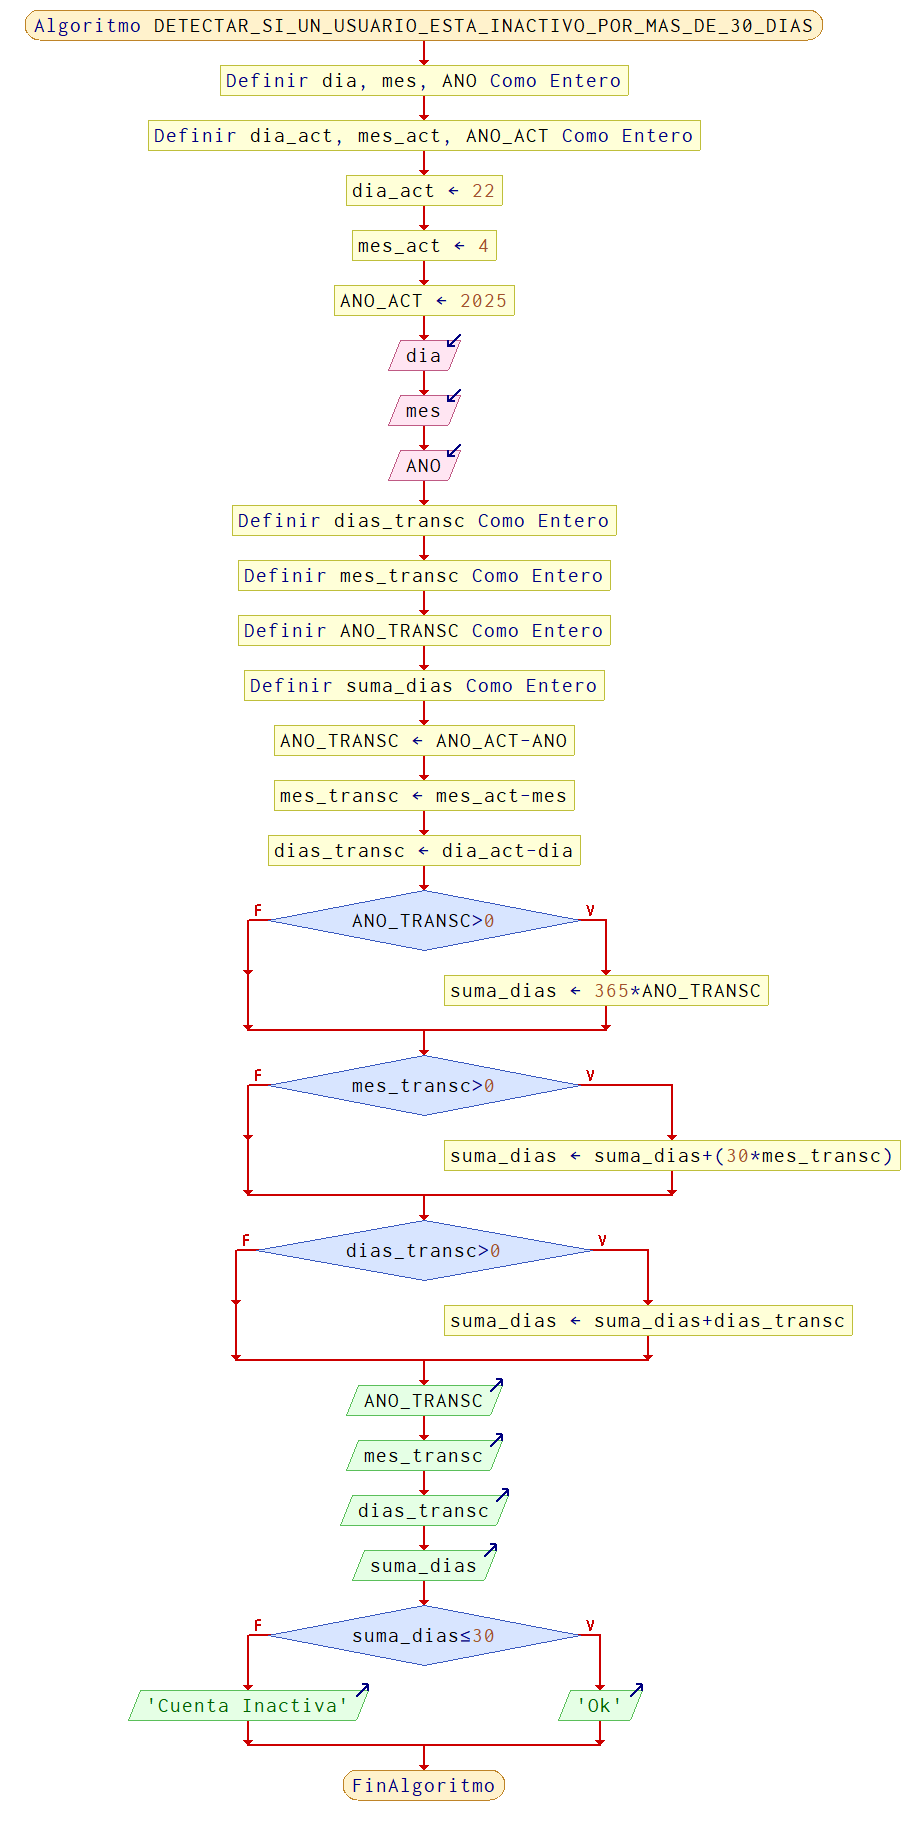 Algoritmo DETECTAR_SI_UN_USUARIO_ESTA_INACTIVO_POR_MAS_DE_30_DIAS
Definir dia, mes, ANO Como Entero
Definir dia_act, mes_act, ANO_ACT Como Entero
dia_act ← 22
mes_act ← 4
ANO_ACT ← 2025
dia
mes
ANO
Definir dias_transc Como Entero
Definir mes_transc Como Entero
Definir ANO_TRANSC Como Entero
Definir suma_dias Como Entero
ANO_TRANSC ← ANO_ACT-ANO
mes_transc ← mes_act-mes
dias_transc ← dia_act-dia
F ANO_TRANSC>0 V
suma_dias ← 365*ANO_TRANSC
F mes_transc>0 V
suma_dias ← suma_dias+(30*mes_transc)
F dias_transc>0 V
suma_dias ← suma_dias+dias_transc
ANO_TRANSC
mes_transc
dias_transc
suma_dias
F suma_dias≤30 V
'Cuenta Inactiva' 'Ok'
FinAlgoritmo